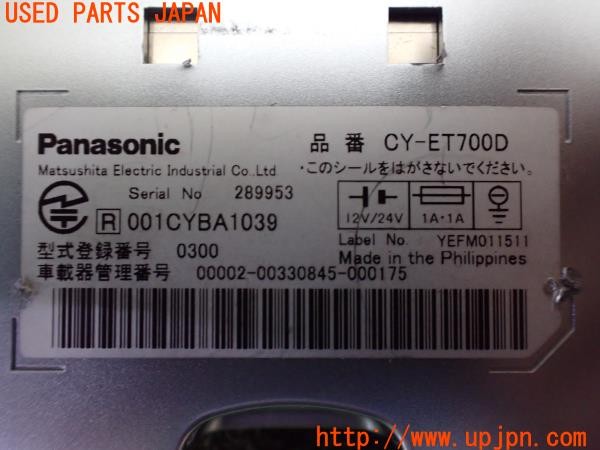 USED PARTS JAPAN
Panasonic
品番 CY-ET700D
Matsushita Electric Industrial Co.,Ltd
・このシールをはがさないでください。
Serial No 289953
R 001CYBA1039
12V/24V
1A・1A
型式登録番号 0300
Label No. YEFM011511
Made in the Philippines
車載器管理番号 00002-00330845-000175
http://www.upjpn.com/